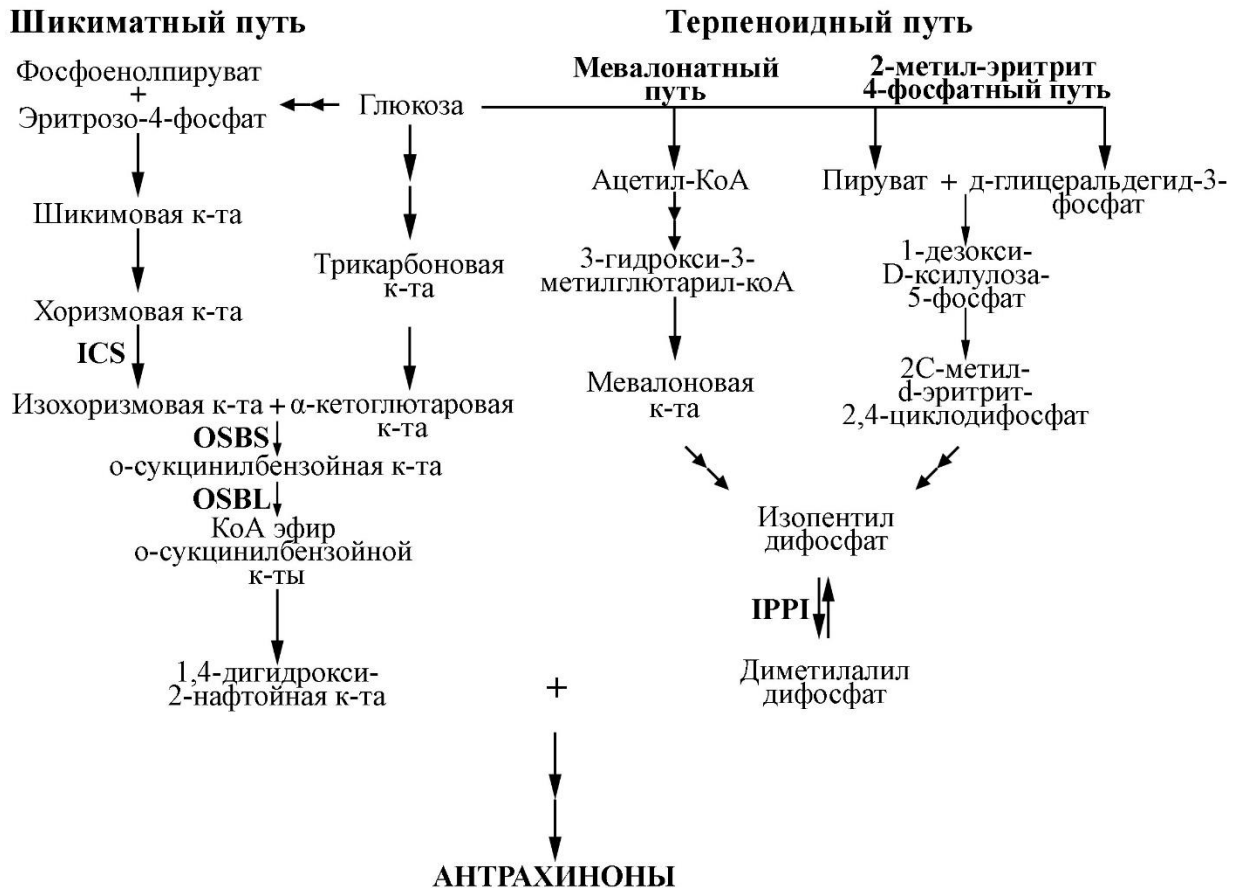 Шикиматный путь
Терпеноидный путь
Фосфоенолпируват
+
Эритрозо-4-фосфат
Глюкоза
Мевалонатный
путь
2-метил-эритрит
4-фосфатный путь
Шикимовая к-та
Хоризмовая к-та
ICS
Трикарбоновая
к-та
Изохоризмовая к-та + α-кетоглютаровая
к-та
OSBS
о-сукцинилбензойная к-та
OSBL
КоА эфир
о-сукцинилбензойной
к-ты
1,4-дигидрокси-
2-нафтойная к-та
Ацетил-КоА
3-гидрокси-3-
метилглютарил-коА
Мевалоновая
к-та
Пируват + д-глицеральдегид-3-
фосфат
1-дезокси-
D-ксилулоза-
5-фосфат
2С-метил-
d-эритрит-
2,4-циклодифосфат
Изопентил
дифосфат
IPPI
Диметилалил
дифосфат
+
АНТРАХИНОНЫ